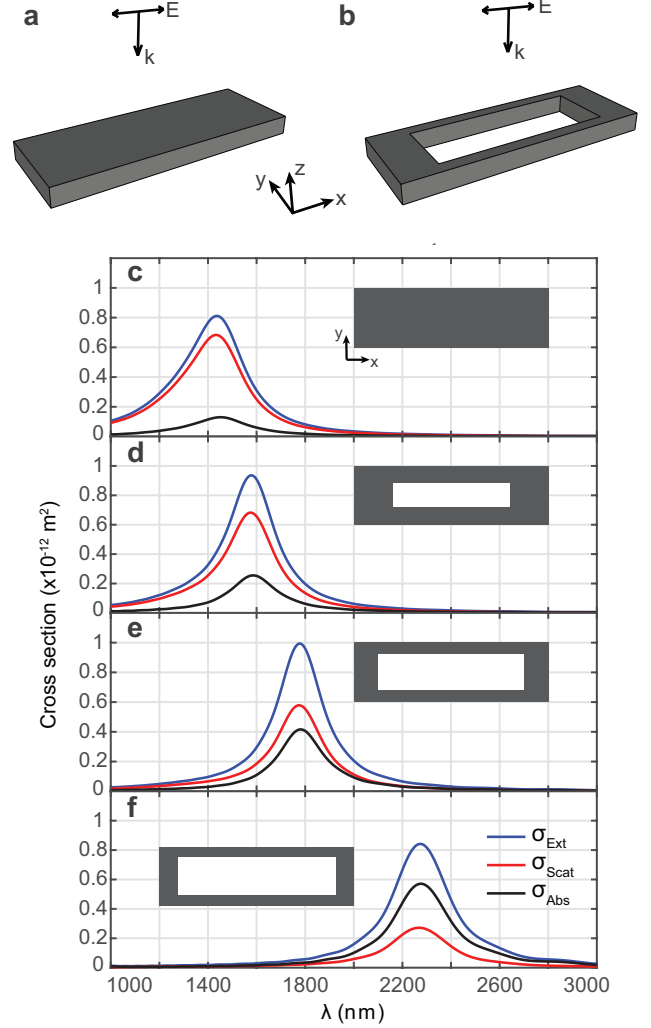 a
E
k
b
E
k
y
z
x
c
1
0.8
0.6
0.4
0.2
0
y
x
d
1
0.8
0.6
0.4
0.2
0
e
1
0.8
0.6
0.4
0.2
0
f
1
0.8
0.6
0.4
0.2
0
σExt
σScat
σAbs
Cross section (x10⁻¹² m²)
1000 1400 1800 2200 2600 3000
λ (nm)